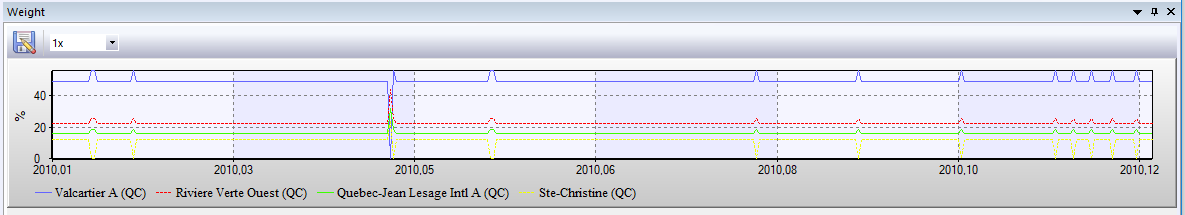 Weight
1x
%
40
20
0
2010,01 2010,03 2010,05 2010,06 2010,08 2010,10 2010,12
Valcartier A (QC) Riviere Verte Ouest (QC) Quebec-Jean Lesage Intl A (QC) Ste-Christine (QC)